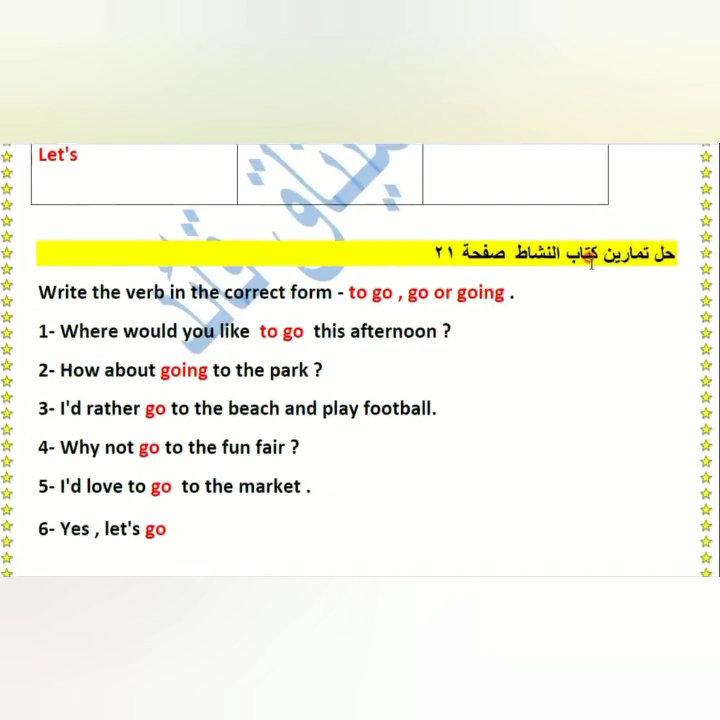 Let's
حل تمارين كتاب النشاط صفحة ٢١
Write the verb in the correct form - to go , go or going .
1- Where would you like to go this afternoon ?
2- How about going to the park ?
3- I'd rather go to the beach and play football.
4- Why not go to the fun fair ?
5- I'd love to go to the market .
6- Yes , let's go